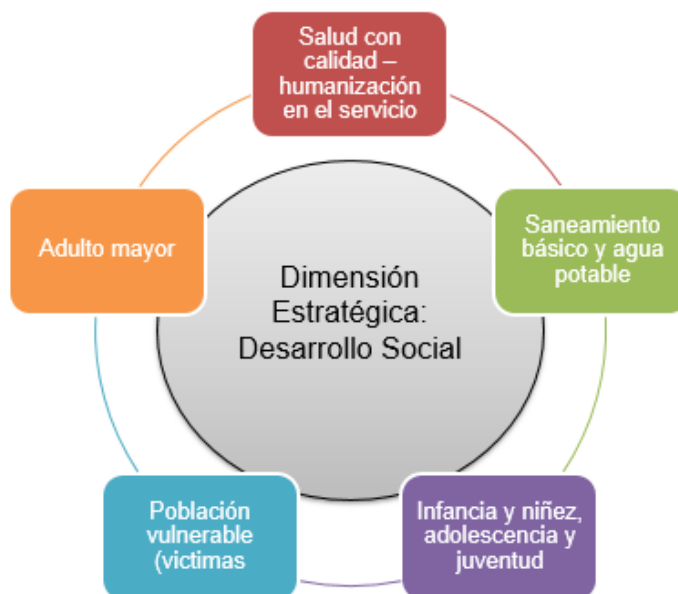 Salud con
calidad –
humanización
en el servicio
Adulto mayor
Saneamiento
básico y agua
potable
Dimensión
Estratégica:
Desarrollo Social
Población
vulnerable
(victimas
Infancia y niñez,
adolescencia y
juventud